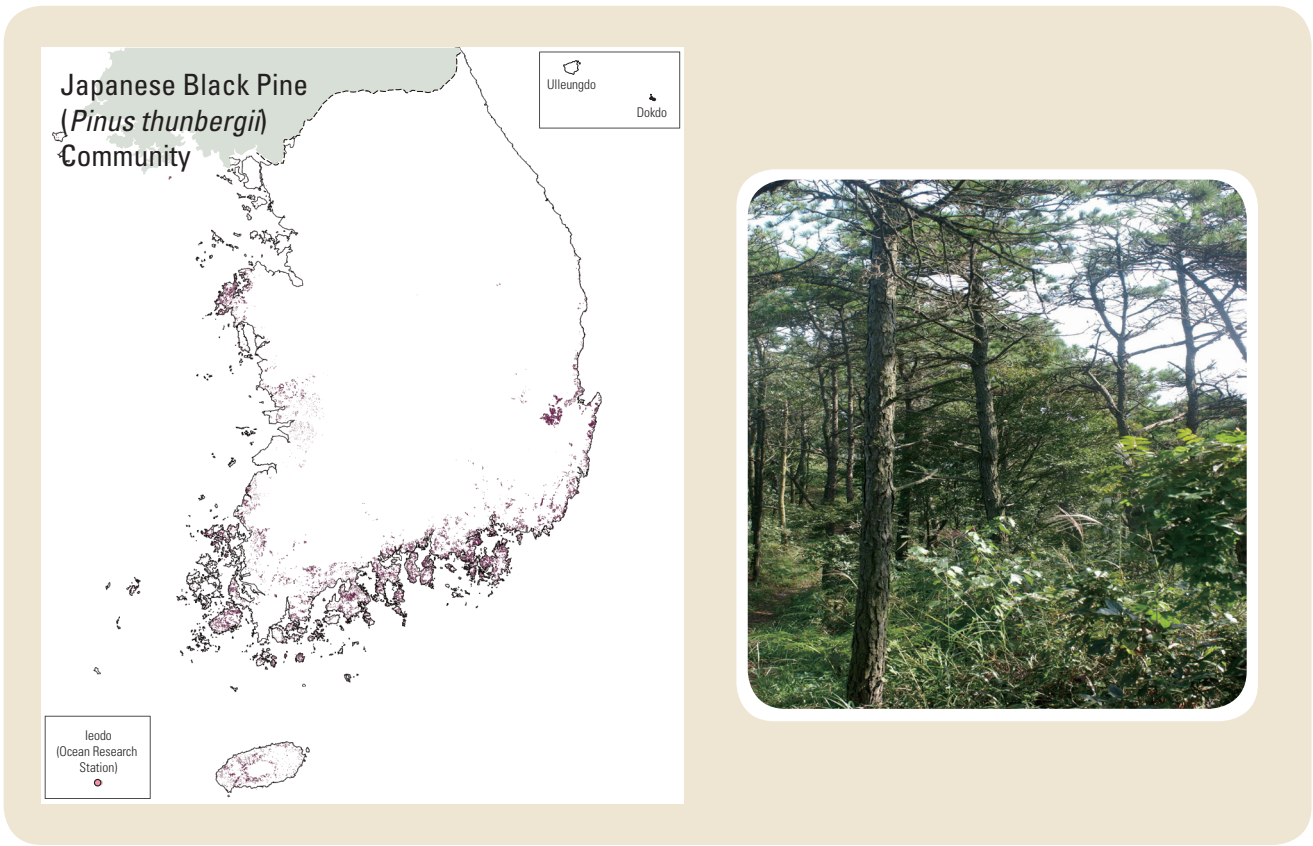 Japanese Black Pine
(Pinus thunbergii)
Community
Ulleungdo
Dokdo
Ieodo
(Ocean Research
Station)